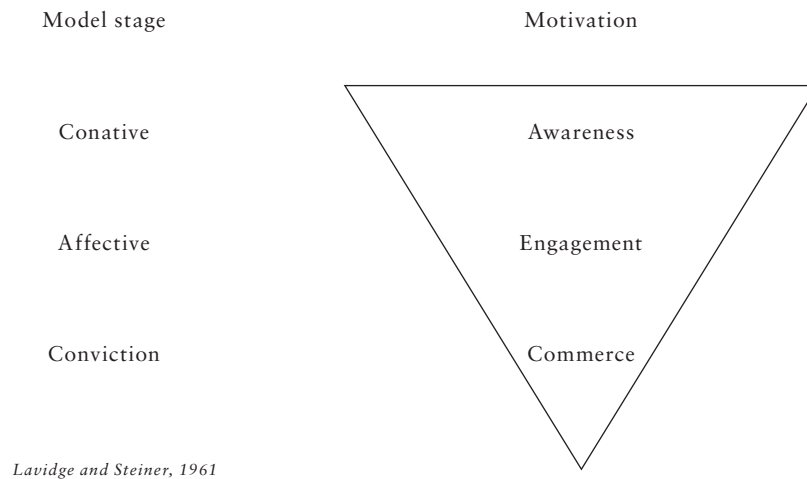 Model stage Motivation
Conative Awareness
Affective Engagement
Conviction Commerce
Lavidge and Steiner, 1961